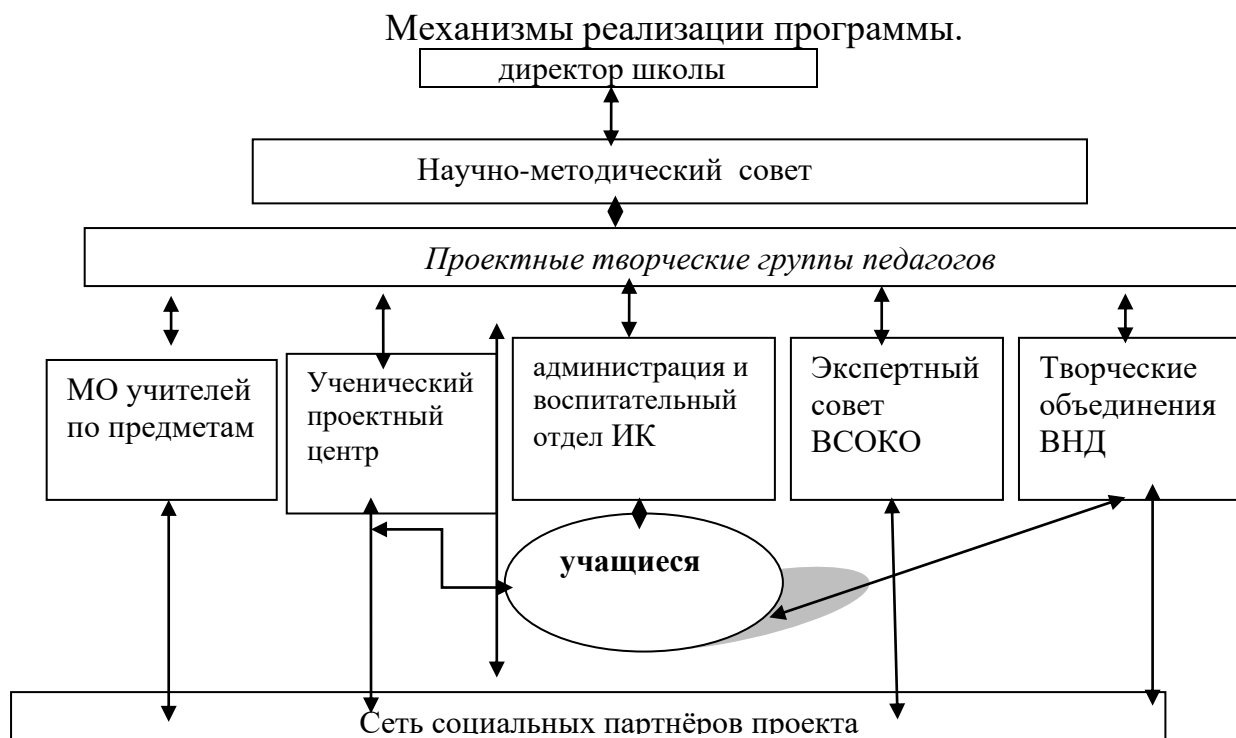 Механизмы реализации программы.
директор школы
Научно-методический совет
Проектные творческие группы педагогов
МО учителей
по предметам
Ученический
проектный
центр
администрация и
воспитательный
отдел ИК
Экспертный
совет
ВСОКО
Творческие
объединения
ВНД
учащиеся
Сеть социальных партнёров проекта